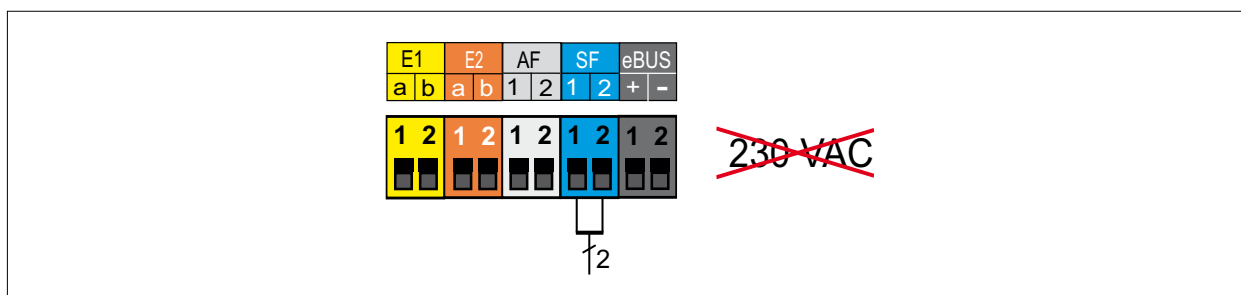 E1 E2 AF SF eBUS
a b a b 1 2 1 2 + -
1 2 1 2 1 2 1 2 1 2
230 VAC
2